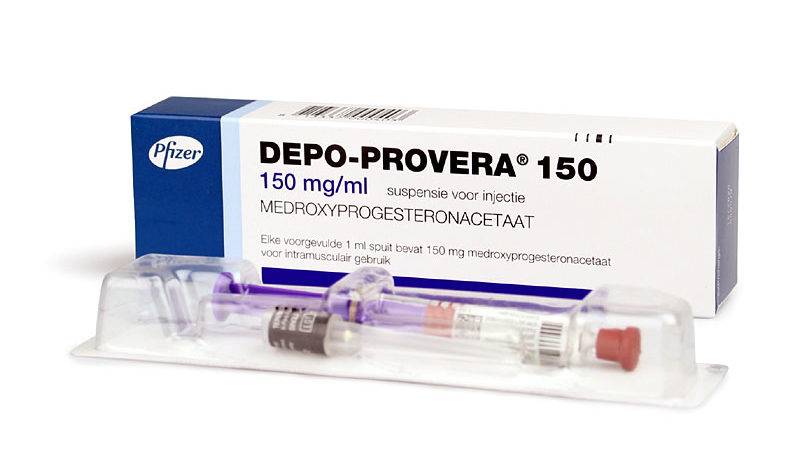 Pfizer
DEPO-PROVERA® 150
150 mg/ml suspensie voor injectie
MEDROXYPROGESTERONACETAAT
Elke voorgevulde 1 ml spuit bevat 150 mg medroxyprogesteronacetaat
voor intramusculair gebruik